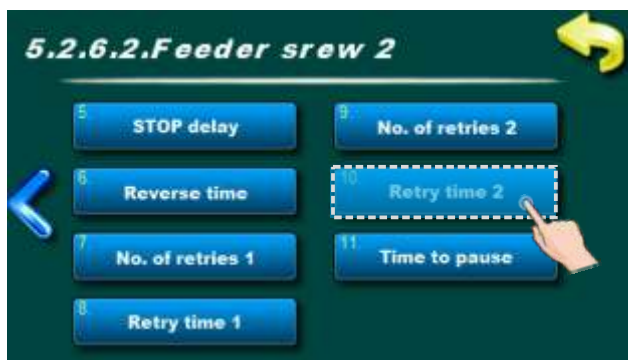 5.2.6.2.Feeder srew 2
5.
STOP delay
6.
Reverse time
7.
No. of retries 1
8.
Retry time 1
9.
No. of retries 2
10.
Retry time 2
11.
Time to pause